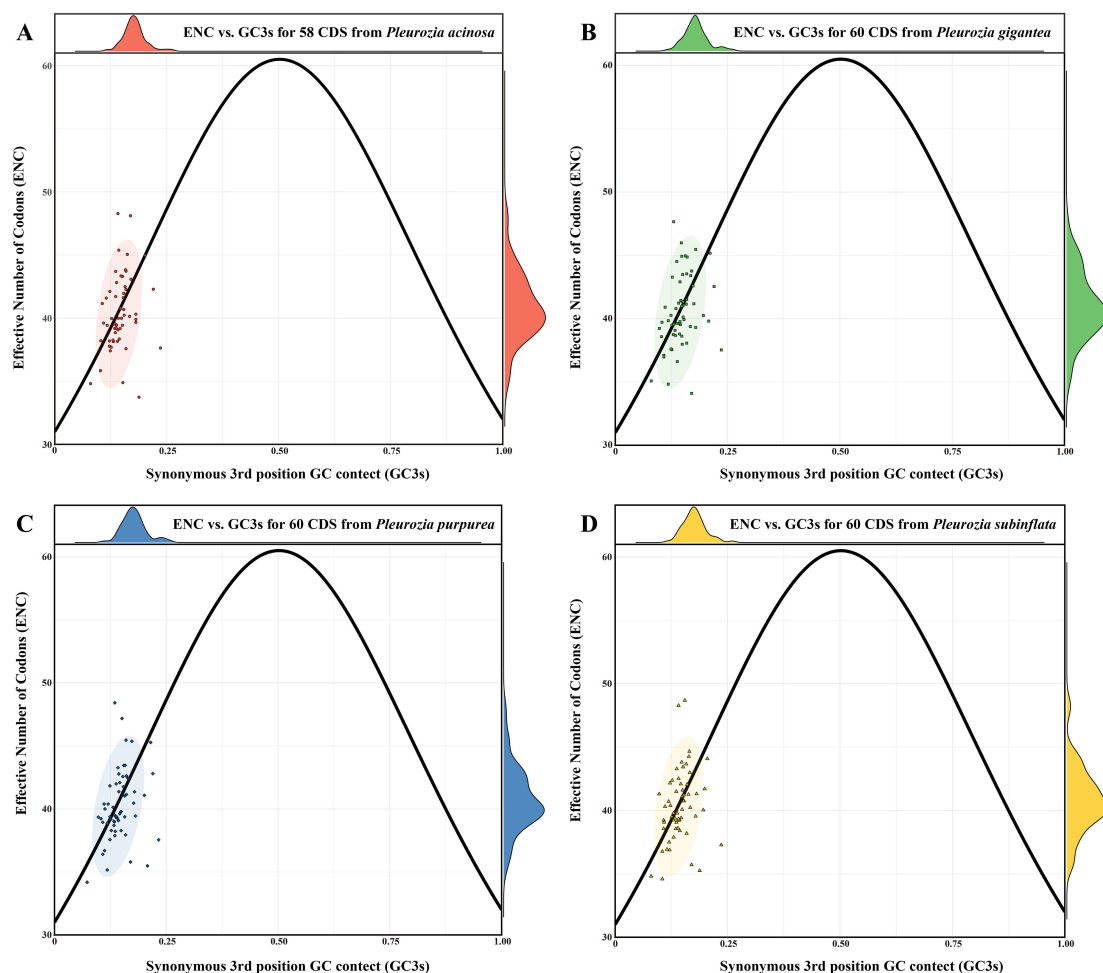 A
ENC vs. GC3s for 58 CDS from Pleurozia acinosa
Effective Number of Codons (ENC)
60
50
40
30
0
0.25
0.50
0.75
1.00
Synonymous 3rd position GC contect (GC3s)
B
ENC vs. GC3s for 60 CDS from Pleurozia gigantea
Effective Number of Codons (ENC)
60
50
40
30
0
0.25
0.50
0.75
1.00
Synonymous 3rd position GC contect (GC3s)
C
ENC vs. GC3s for 60 CDS from Pleurozia purpurea
Effective Number of Codons (ENC)
60
50
40
30
0
0.25
0.50
0.75
1.00
Synonymous 3rd position GC contect (GC3s)
D
ENC vs. GC3s for 60 CDS from Pleurozia subinflata
Effective Number of Codons (ENC)
60
50
40
30
0
0.25
0.50
0.75
1.00
Synonymous 3rd position GC contect (GC3s)